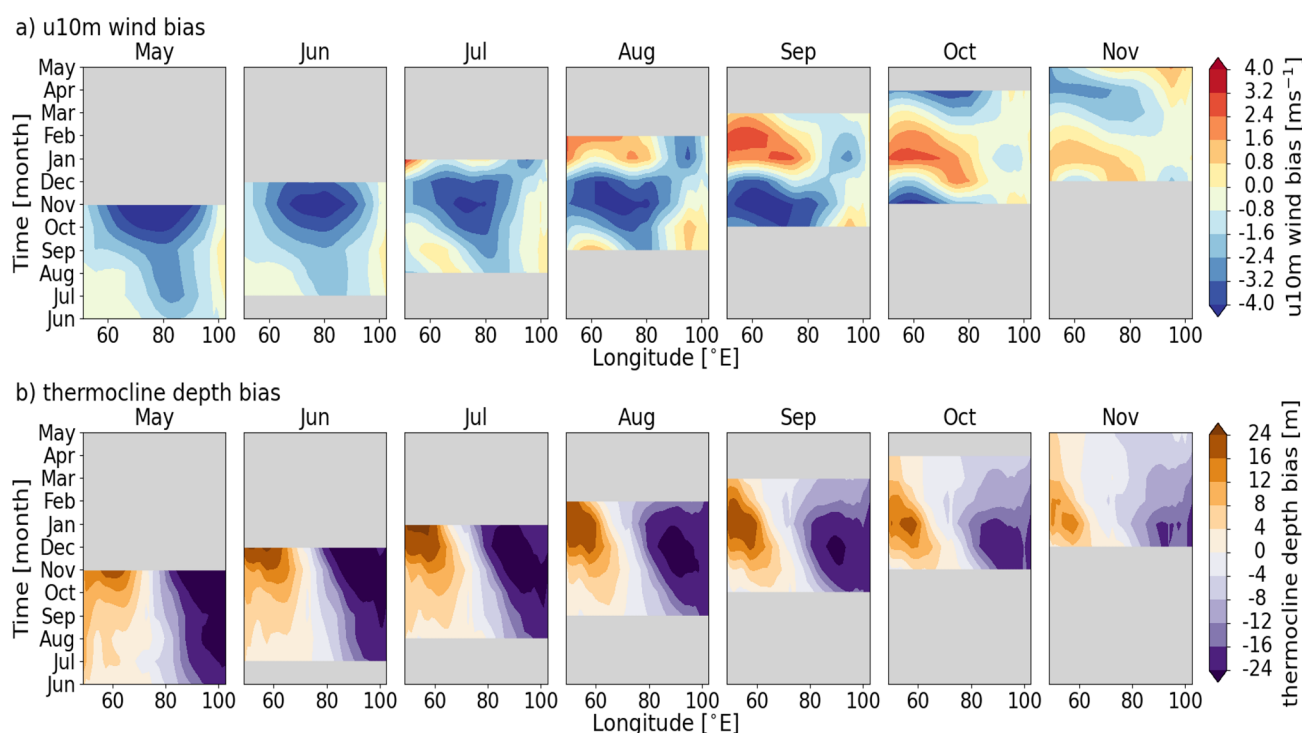 a) u10m wind bias
May Jun Jul Aug Sep Oct Nov
May
Apr
Mar
Feb
Jan
Dec
Nov
Oct
Sep
Aug
Jul
Jun
Time [month]
60 80 100 60 80 100 60 80 100 60 80 100 60 80 100 60 80 100 60 80 100
Longitude [°E]
4.0
3.2
2.4
1.6
0.8
0.0
-0.8
-1.6
-2.4
-3.2
-4.0
u10m wind bias [ms⁻¹]
b) thermocline depth bias
May Jun Jul Aug Sep Oct Nov
May
Apr
Mar
Feb
Jan
Dec
Nov
Oct
Sep
Aug
Jul
Jun
Time [month]
60 80 100 60 80 100 60 80 100 60 80 100 60 80 100 60 80 100 60 80 100
Longitude [°E]
24
16
12
8
4
0
-4
-8
-12
-16
-24
thermocline depth bias [m]